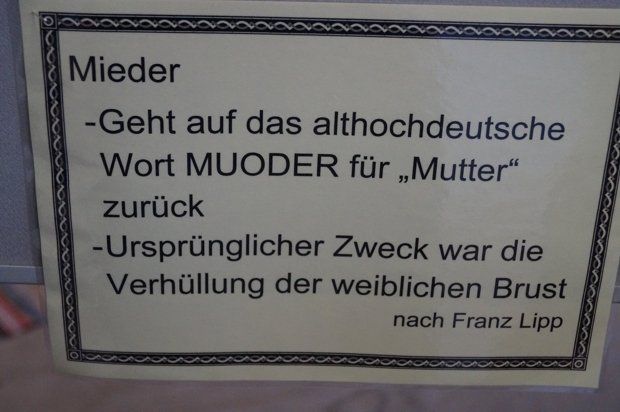 Mieder
-Geht auf das althochdeutsche
Wort MUODER für „Mutter“
zurück
-Ursprünglicher Zweck war die
Verhüllung der weiblichen Brust
nach Franz Lipp